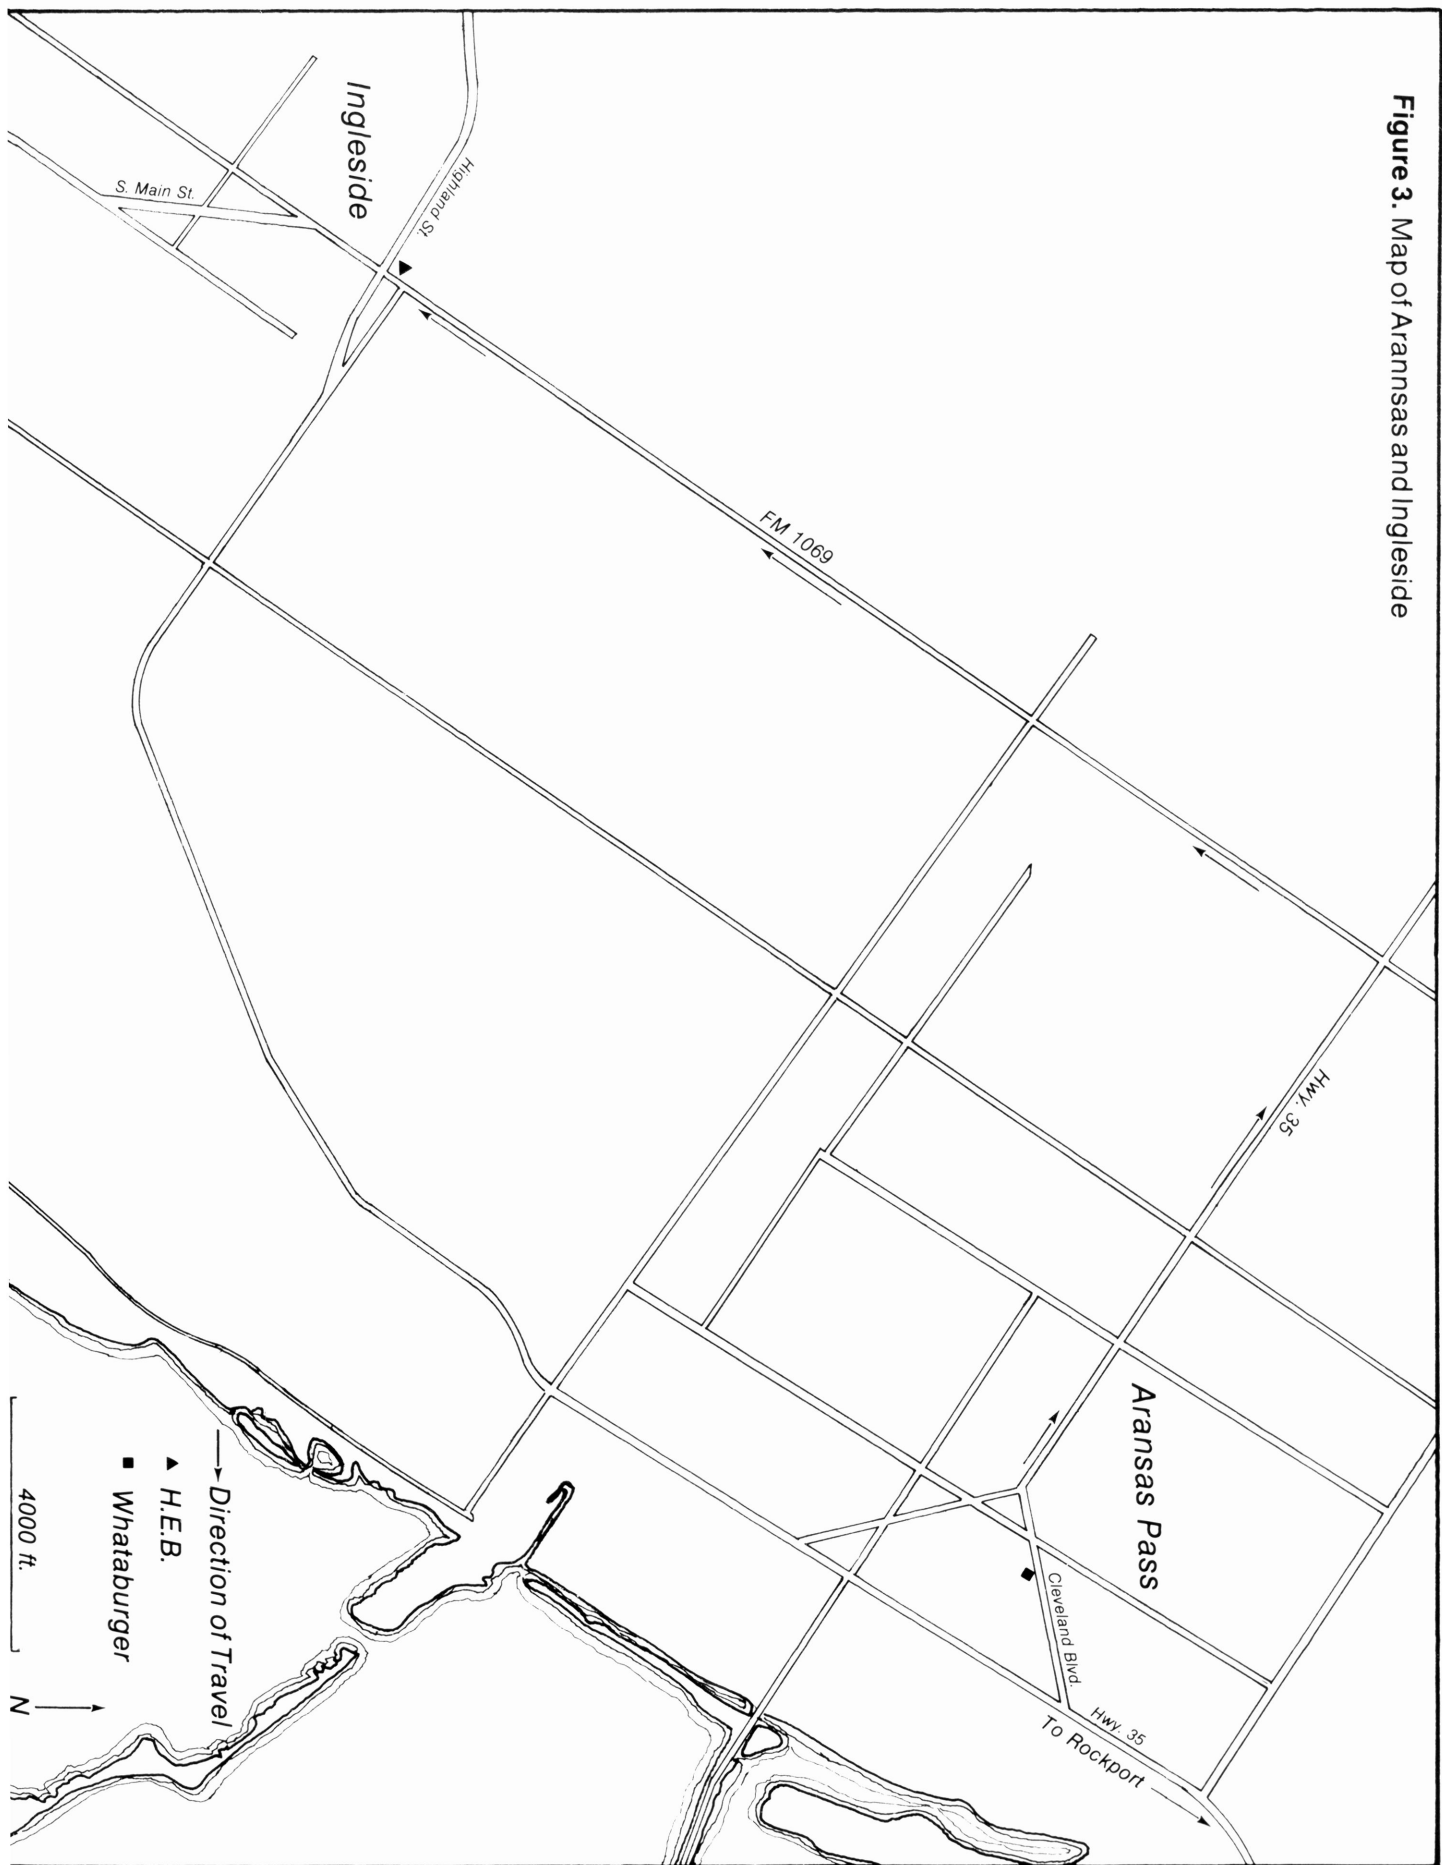 Figure 3. Map of Arannsas and Ingleside
Ingleside
Highland St.
S. Main St.
FM 1069
Hwy. 35
Aransas Pass
Cleveland Blvd.
Hwy. 35
To Rockport
Direction of Travel
H.E.B.
Whataburger
4000 ft.
N